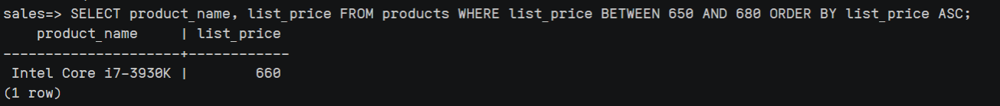 sales=> SELECT product_name, list_price FROM products WHERE list_price BETWEEN 650 AND 680 ORDER BY list_price ASC;
    product_name     | list_price
---------------------+------------
 Intel Core i7-3930K |        660
(1 row)